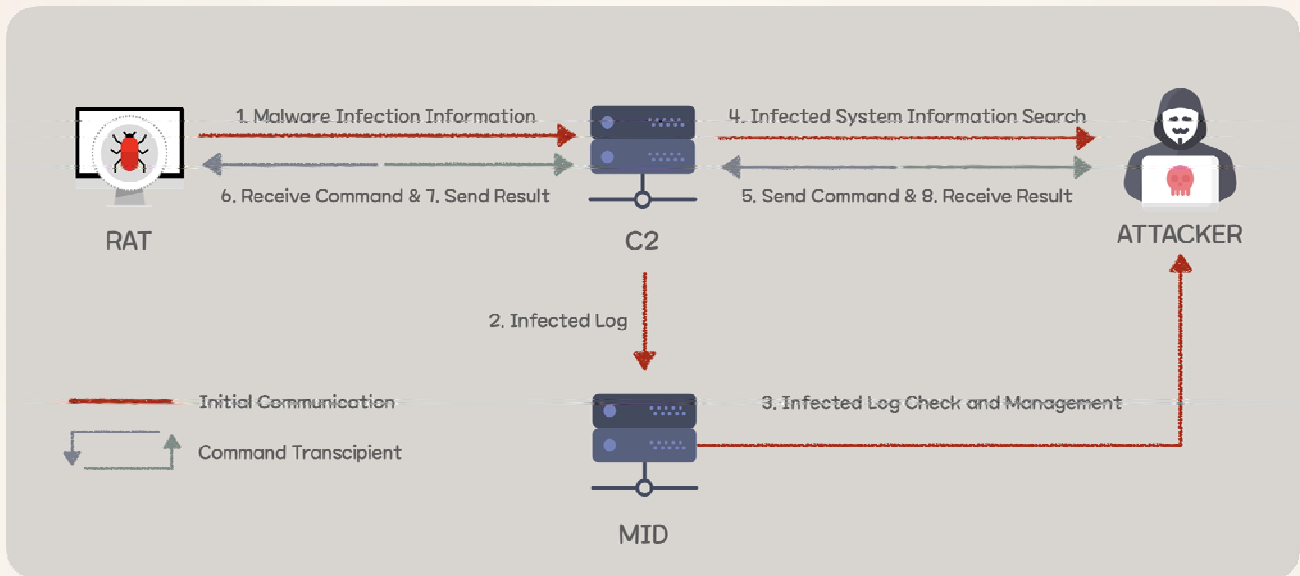 1. Malware Infection Information
4. Infected System Information Search
6. Receive Command & 7. Send Result
5. Send Command & 8. Receive Result
RAT
C2
ATTACKER
2. Infected Log
Initial Communication
3. Infected Log Check and Management
Command Transcipient
MID